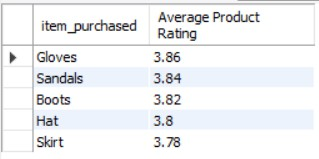 item_purchased Average Product
Rating
Gloves 3.86
Sandals 3.84
Boots 3.82
Hat 3.8
Skirt 3.78